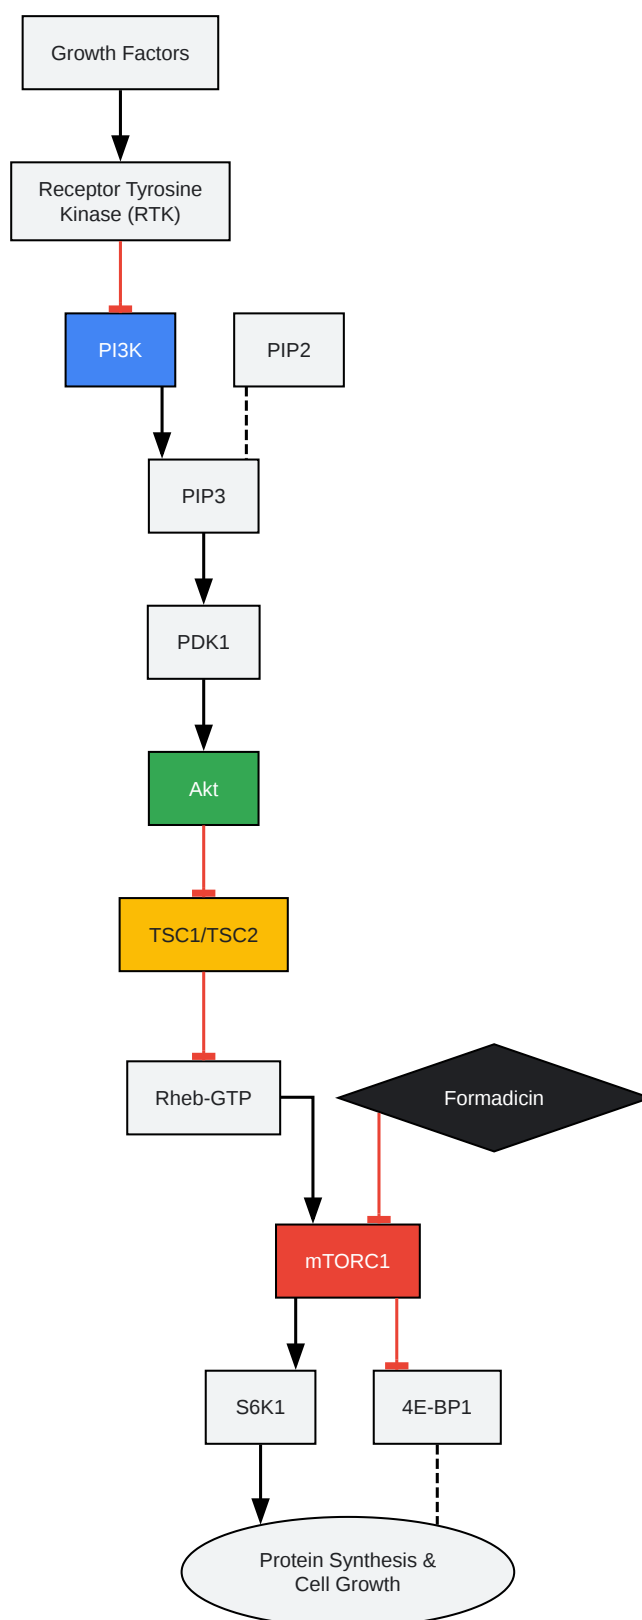 Growth Factors
Receptor Tyrosine
Kinase (RTK)
PI3K
PIP2
PIP3
PDK1
Akt
TSC1/TSC2
Rheb-GTP
Formadicin
mTORC1
S6K1
4E-BP1
Protein Synthesis &
Cell Growth